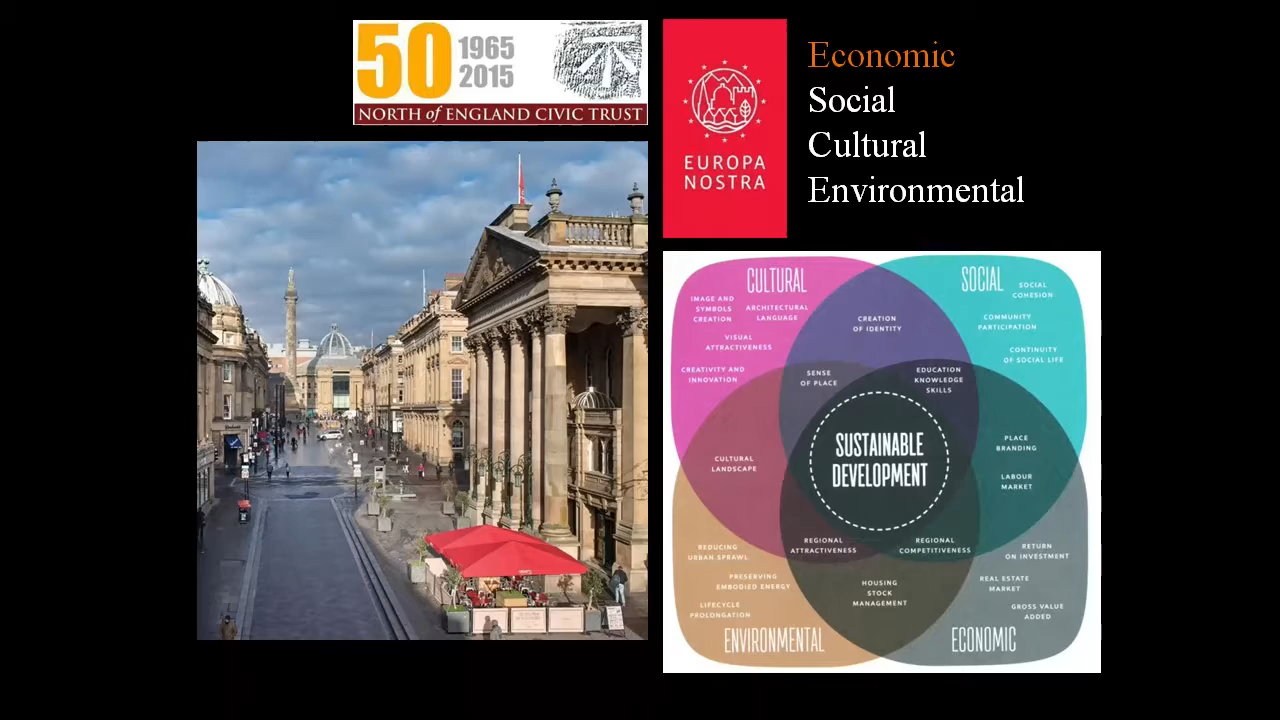 50 1965
2015
NORTH of ENGLAND CIVIC TRUST
EUROPA
NOSTRA
Economic
Social
Cultural
Environmental
CULTURAL
IMAGE AND
SYMBOLS
CREATION
ARCHITECTURAL
LANGUAGE
VISUAL
ATTRACTIVENESS
CREATIVITY AND
INNOVATION
CREATION
OF IDENTITY
SOCIAL
SOCIAL
COHESION
COMMUNITY
PARTICIPATION
CONTINUITY
OF SOCIAL LIFE
SENSE
OF PLACE
EDUCATION
KNOWLEDGE
SKILLS
SUSTAINABLE
DEVELOPMENT
CULTURAL
LANDSCAPE
PLACE
BRANDING
LABOUR
MARKET
REGIONAL
ATTRACTIVENESS
REGIONAL
COMPETITIVENESS
REDUCING
URBAN SPRAWL
PRESERVING
EMBODIED ENERGY
LIFECYCLE
PROLONGATION
ENVIRONMENTAL
HOUSING
STOCK
MANAGEMENT
RETURN
ON INVESTMENT
REAL ESTATE
MARKET
GROSS VALUE
ADDED
ECONOMIC